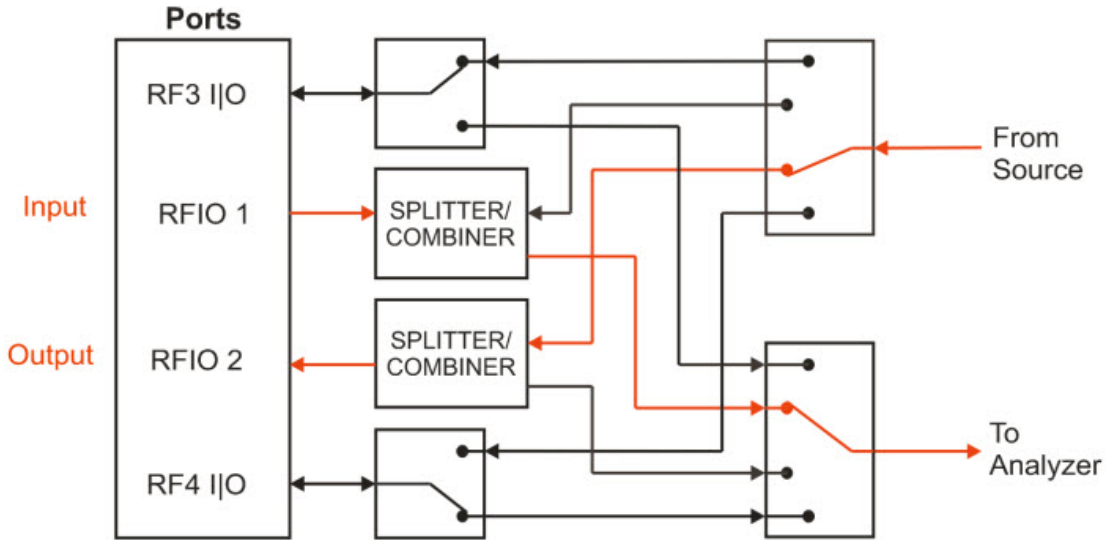 Ports
RF3 I|O
Input
RFIO 1
SPLITTER/
COMBINER
From
Source
Output
RFIO 2
SPLITTER/
COMBINER
RF4 I|O
To
Analyzer